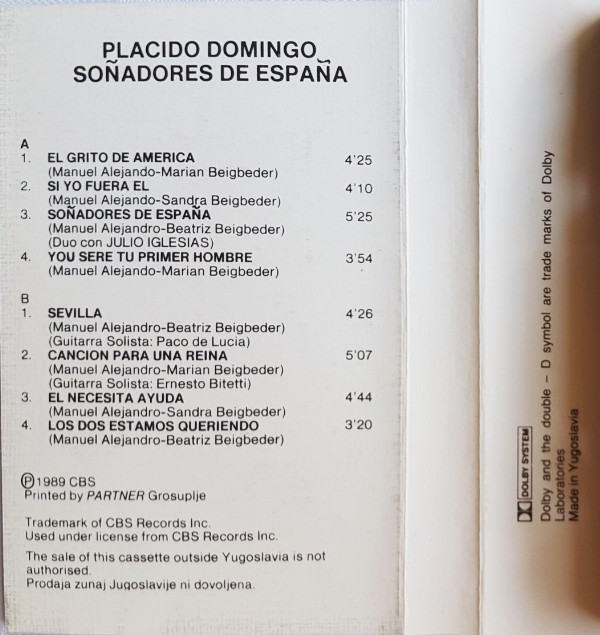 PLACIDO DOMINGO
SOÑADORES DE ESPAÑA
A
1. EL GRITO DE AMERICA 4'25
(Manuel Alejando-Marian Beigbeder)
2. SI YO FUERA EL 4'10
(Manuel Alejando-Sandra Beigbeder)
3. SOÑADORES DE ESPAÑA 5'25
(Manuel Alejandro-Beatriz Beigbeder)
(Duo con JULIO IGLESIAS)
4. YOU SERE TU PRIMER HOMBRE 3'54
(Manuel Alejando-Marian Beigbeder)
B
1. SEVILLA 4'26
(Manuel Alejandro-Beatriz Beigbeder)
(Guitarra Solista: Paco de Lucia)
2. CANCION PARA UNA REINA 5'07
(Manuel Alejandro-Marian Beigbeder)
(Guitarra Solista: Ernesto Bitetti)
3. EL NECESITA AYUDA 4'44
(Manuel Alejandro-Sandra Beigbeder)
4. LOS DOS ESTAMOS QUERIENDO 3'20
(Manuel Alejandro-Beatriz Beigbeder)
℗ 1989 CBS
Printed by PARTNER Grosuplje
Trademark of CBS Records Inc.
Used under license from CBS Records Inc.
The sale of this cassette outside Yugoslavia is not
authorised.
Prodaja zunaj Jugoslavije ni dovoljena.
DOLBY SYSTEM
Dolby and the double – D symbol are trade marks of Dolby
Laboratories
Made in Yugoslavia